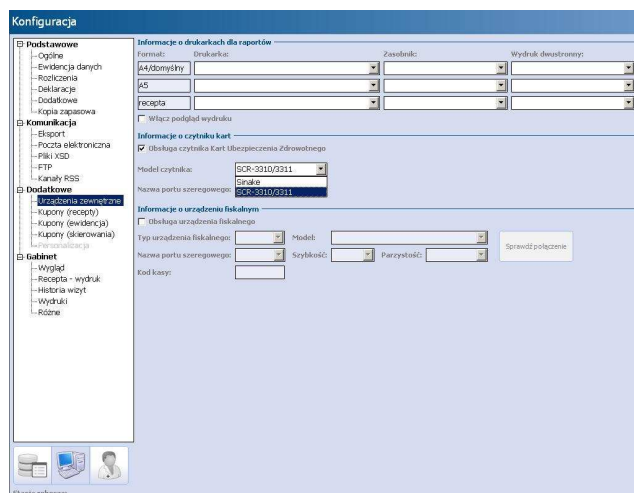 Konfiguracja
Podstawowe
Ogólne
Ewidencja danych
Rozliczenia
Deklaracje
Dodatkowe
Kopia zapasowa
Komunikacja
Eksport
Poczta elektroniczna
Pliki XSD
FTP
Kanały RSS
Dodatkowe
Urządzenia zewnętrzne
Kupony (recepty)
Kupony (ewidencja)
Kupony (skierowania)
Personalizacja
Gabinet
Wygląd
Recepta - wydruk
Historia wizyt
Wydruki
Różne
Informacje o drukarkach dla raportów
Format: Drukarka: Zasobnik: Wydruk dwustronny:
A4/domyślny
A5
recepta
Włącz podgląd wydruku
Informacje o czytniku kart
Obsługa czytnika Kart Ubezpieczenia Zdrowotnego
Model czytnika: SCR-3310/3311
Sinake
Nazwa portu szeregowego: SCR-3310/3311
Informacje o urządzeniu fiskalnym
Obsługa urządzenia fiskalnego
Typ urządzenia fiskalnego: Model: Sprawdź połączenie
Nazwa portu szeregowego: Szybkość: Parzystość:
Kod kasy: